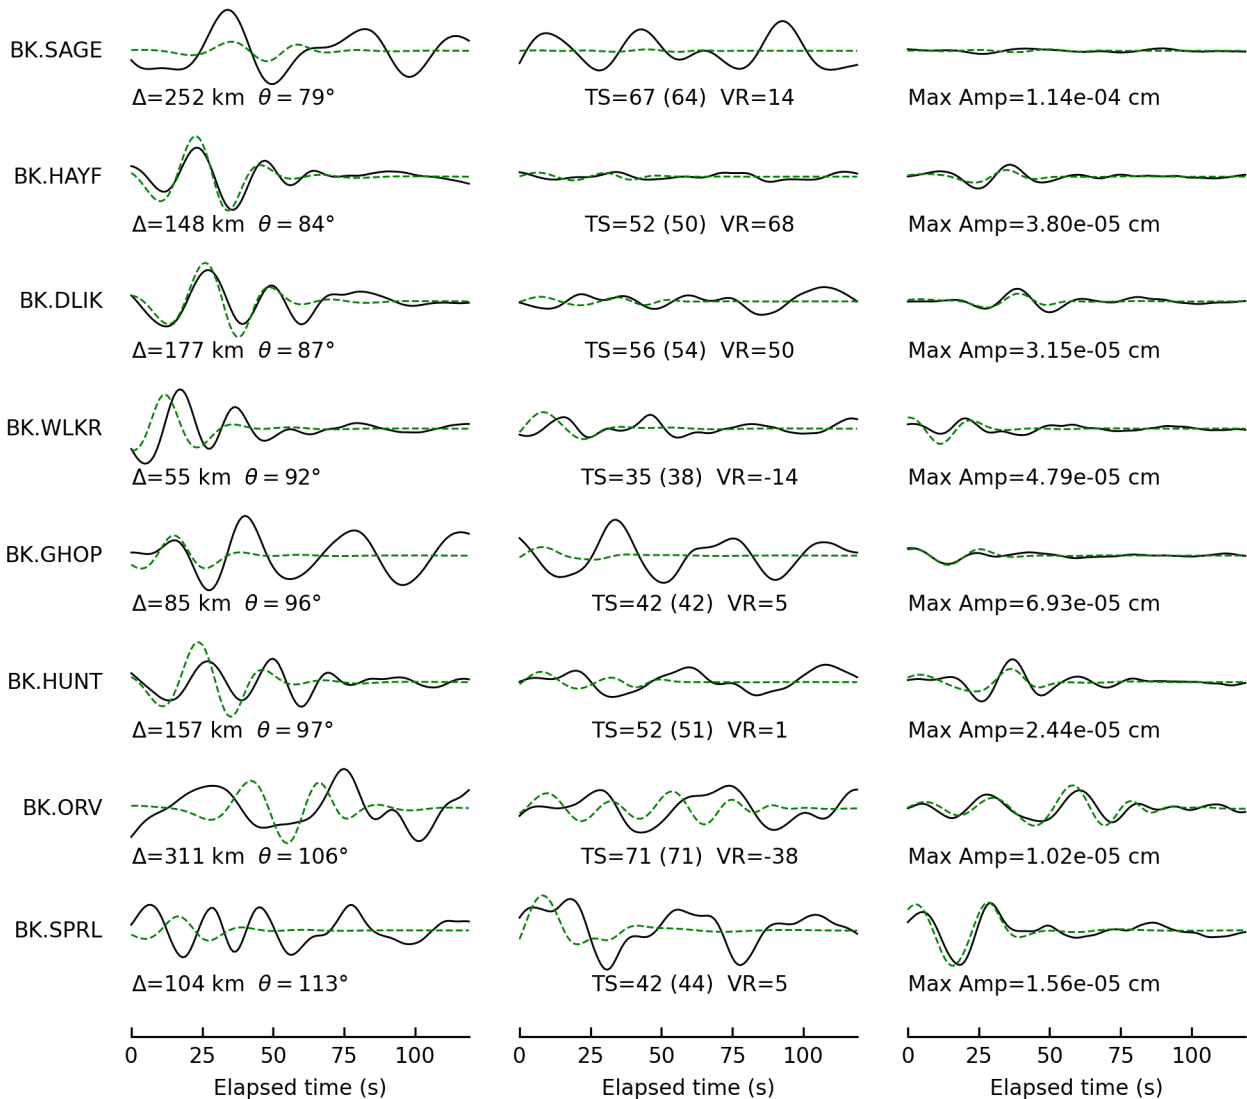 BK.SAGE
Δ=252 km θ = 79° TS=67 (64) VR=14 Max Amp=1.14e-04 cm
BK.HAYF
Δ=148 km θ = 84° TS=52 (50) VR=68 Max Amp=3.80e-05 cm
BK.DLIK
Δ=177 km θ = 87° TS=56 (54) VR=50 Max Amp=3.15e-05 cm
BK.WLKR
Δ=55 km θ = 92° TS=35 (38) VR=-14 Max Amp=4.79e-05 cm
BK.GHOP
Δ=85 km θ = 96° TS=42 (42) VR=5 Max Amp=6.93e-05 cm
BK.HUNT
Δ=157 km θ = 97° TS=52 (51) VR=1 Max Amp=2.44e-05 cm
BK.ORV
Δ=311 km θ = 106° TS=71 (71) VR=-38 Max Amp=1.02e-05 cm
BK.SPRL
Δ=104 km θ = 113° TS=42 (44) VR=5 Max Amp=1.56e-05 cm
0 25 50 75 100 0 25 50 75 100 0 25 50 75 100
Elapsed time (s) Elapsed time (s) Elapsed time (s)